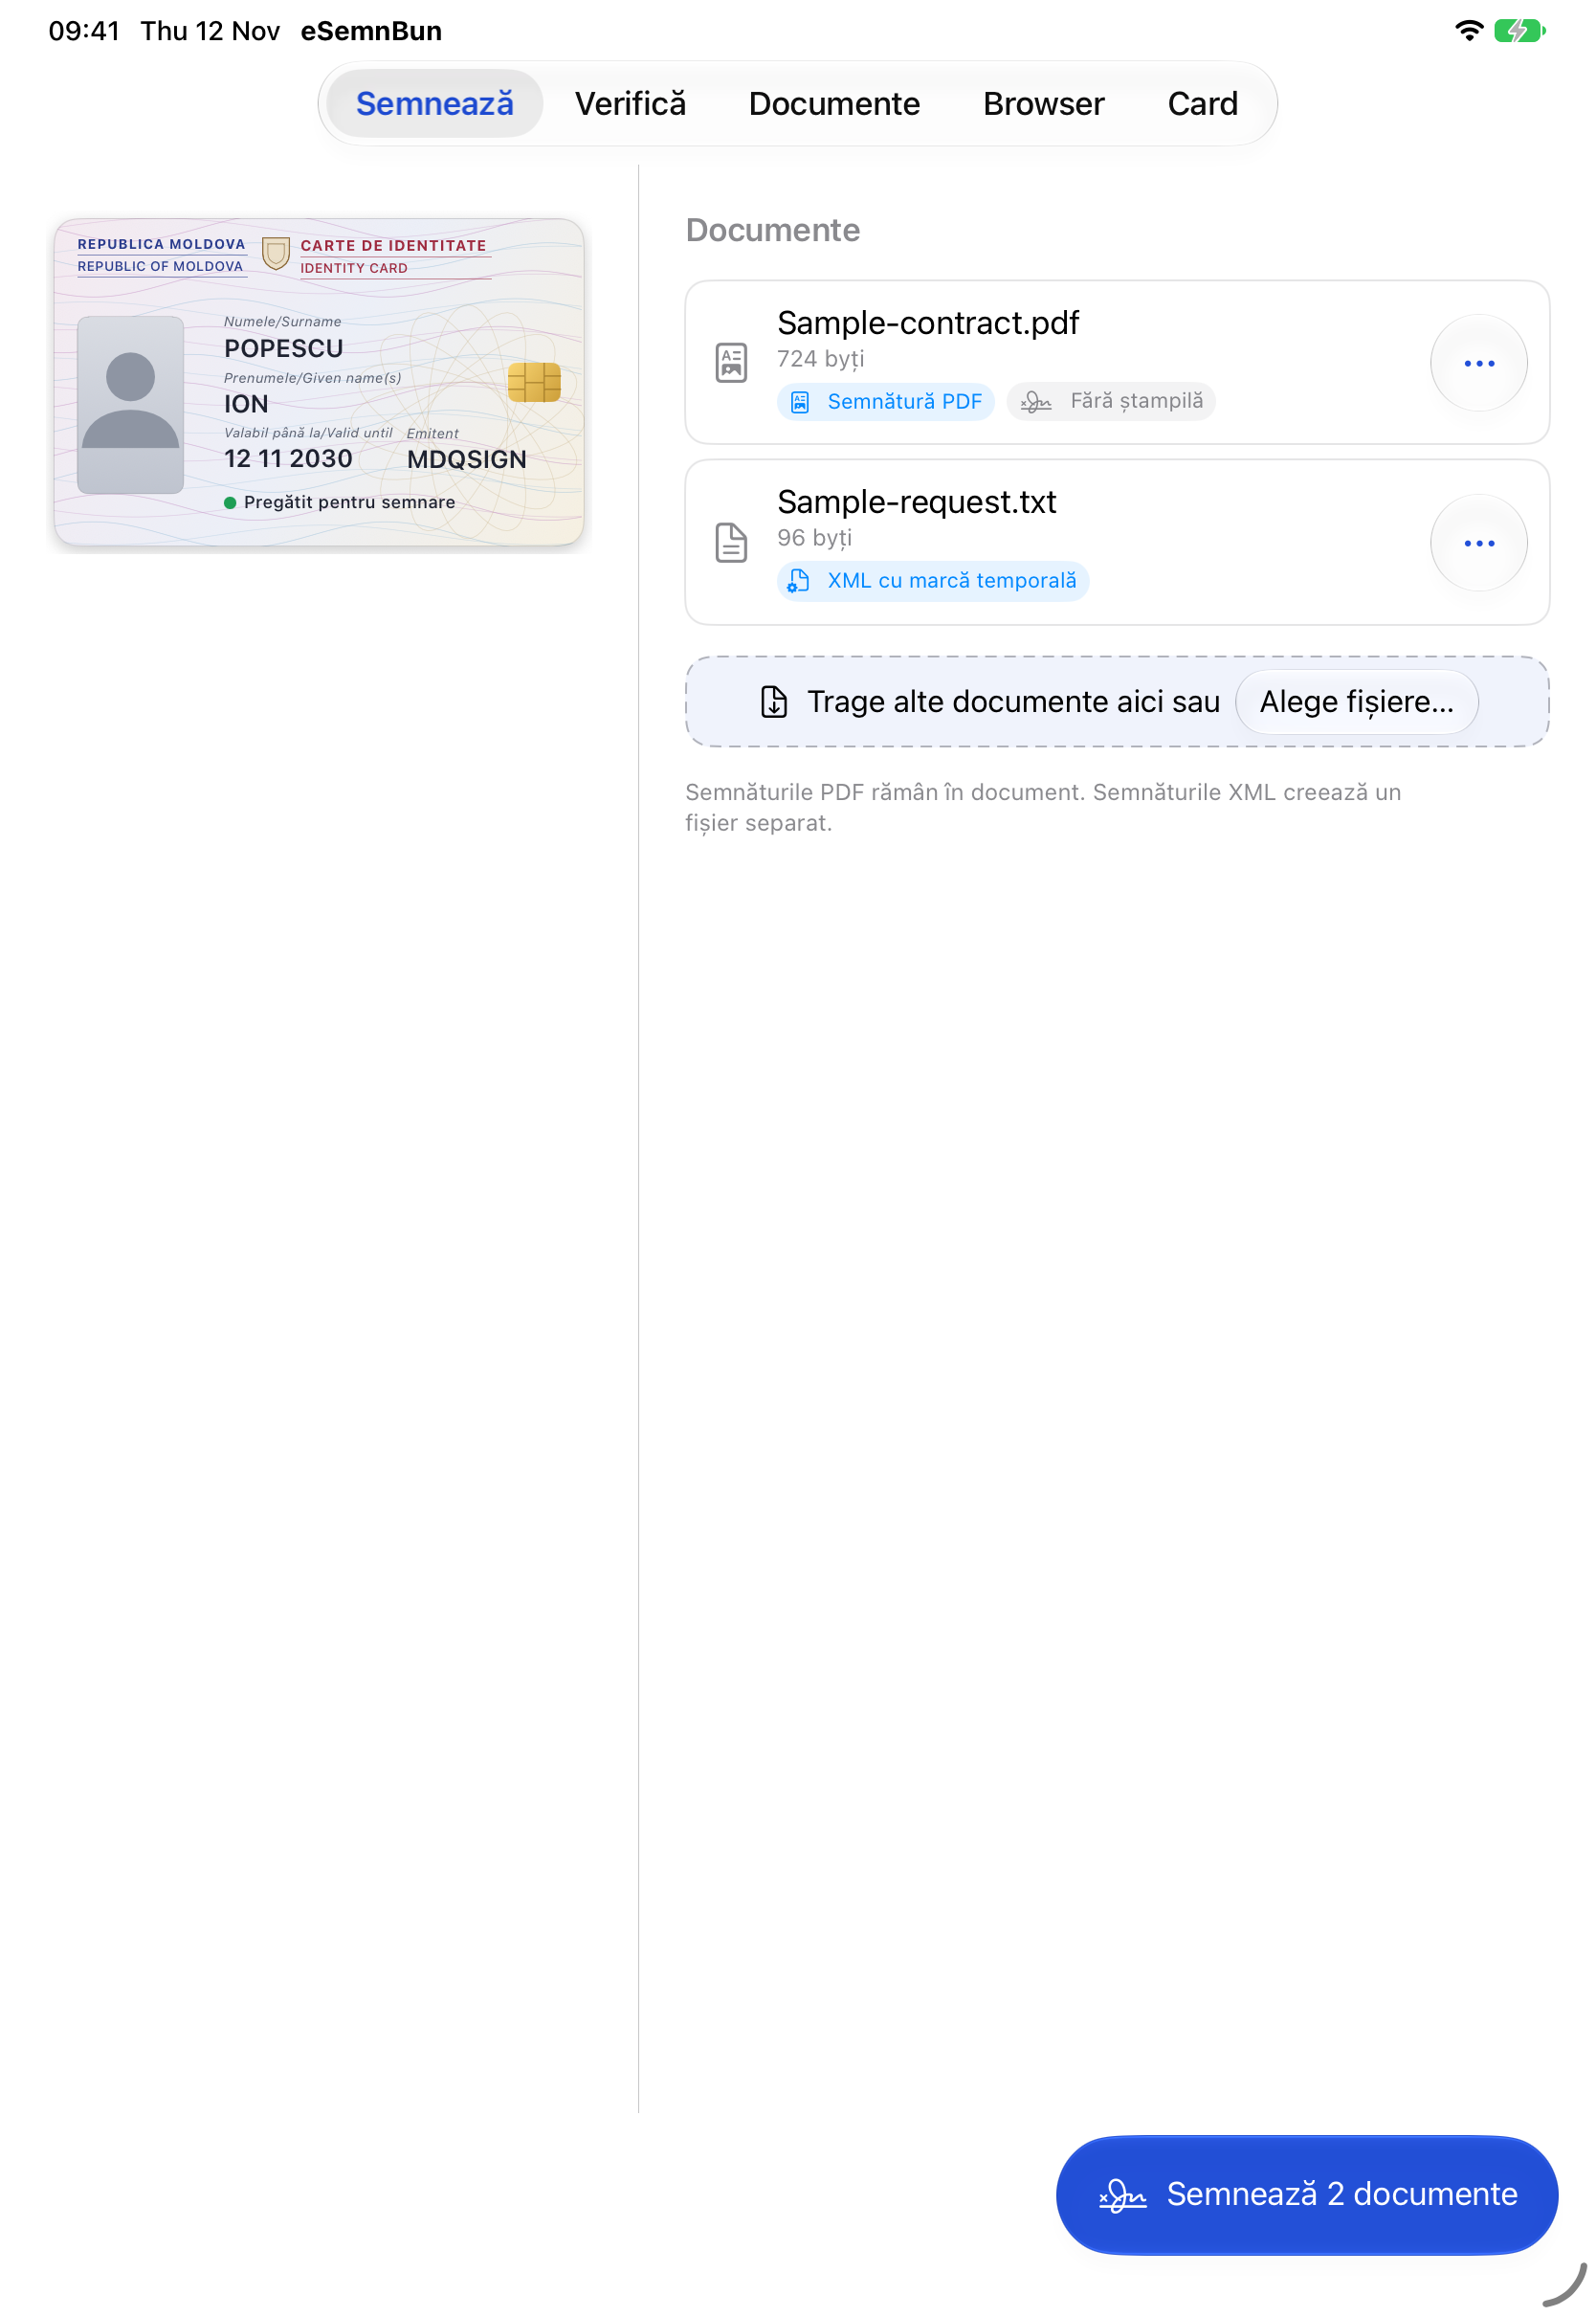 09:41 Thu 12 Nov eSemnBun
Semnează Verifică Documente Browser Card
REPUBLICA MOLDOVA
REPUBLIC OF MOLDOVA
CARTE DE IDENTITATE
IDENTITY CARD
Numele/Surname
POPESCU
Prenumele/Given name(s)
ION
Valabil până la/Valid until Emitent
12 11 2030 MDQSIGN
Pregătit pentru semnare
Documente
Sample-contract.pdf
724 byți
Semnătură PDF Fără ștampilă
Sample-request.txt
96 byți
XML cu marcă temporală
Trage alte documente aici sau Alege fișiere...
Semnăturile PDF rămân în document. Semnăturile XML creează un
fișier separat.
Semnează 2 documente